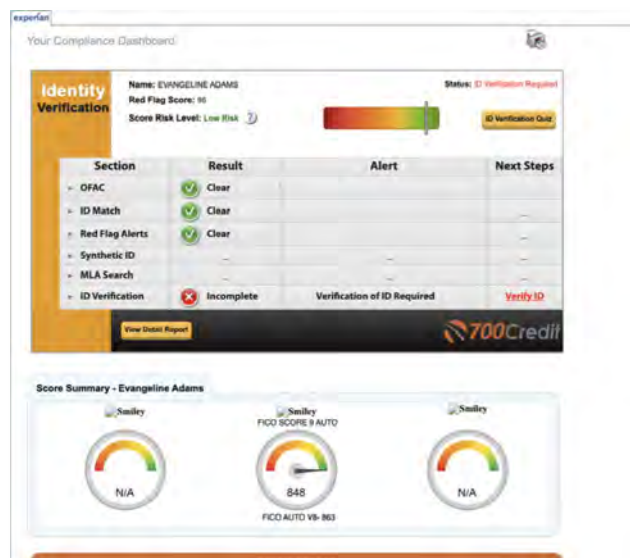 experian
Your Compliance Dashboard
Identity Verification
Name: EVANGELINE ADAMS
Status: ID Verification Required
Red Flag Score: 90
Score Risk Level: Low Risk ?
ID Verification Quiz
Section Result Alert Next Steps
OFAC Clear
ID Match Clear --
Red Flag Alerts Clear --
Synthetic ID -- -- --
MLA Search -- -- --
ID Verification Incomplete Verification of ID Required Verify ID
View Detail Report
700Credit
Score Summary - Evangeline Adams
Smiley Smiley Smiley
FICO SCORE 9 AUTO
N/A 848 N/A
FICO AUTO V8- 863